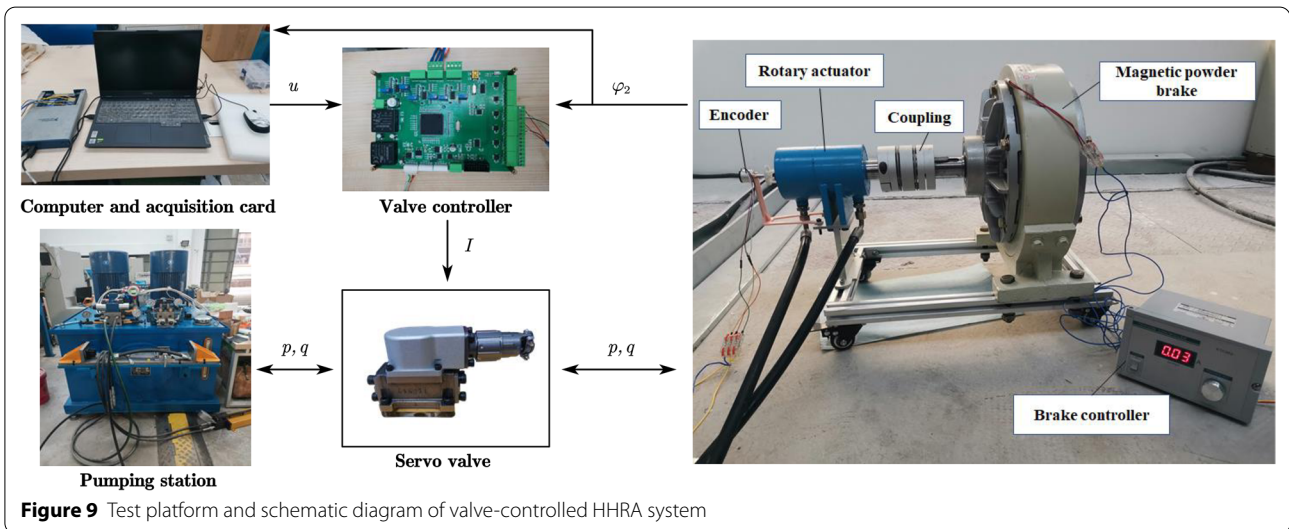 Computer and acquisition card
u
Valve controller
φ₂
I
Pumping station
p, q
Servo valve
p, q
Rotary actuator
Magnetic powder
brake
Encoder
Coupling
0.03
Brake controller
Figure 9 Test platform and schematic diagram of valve-controlled HHRA system